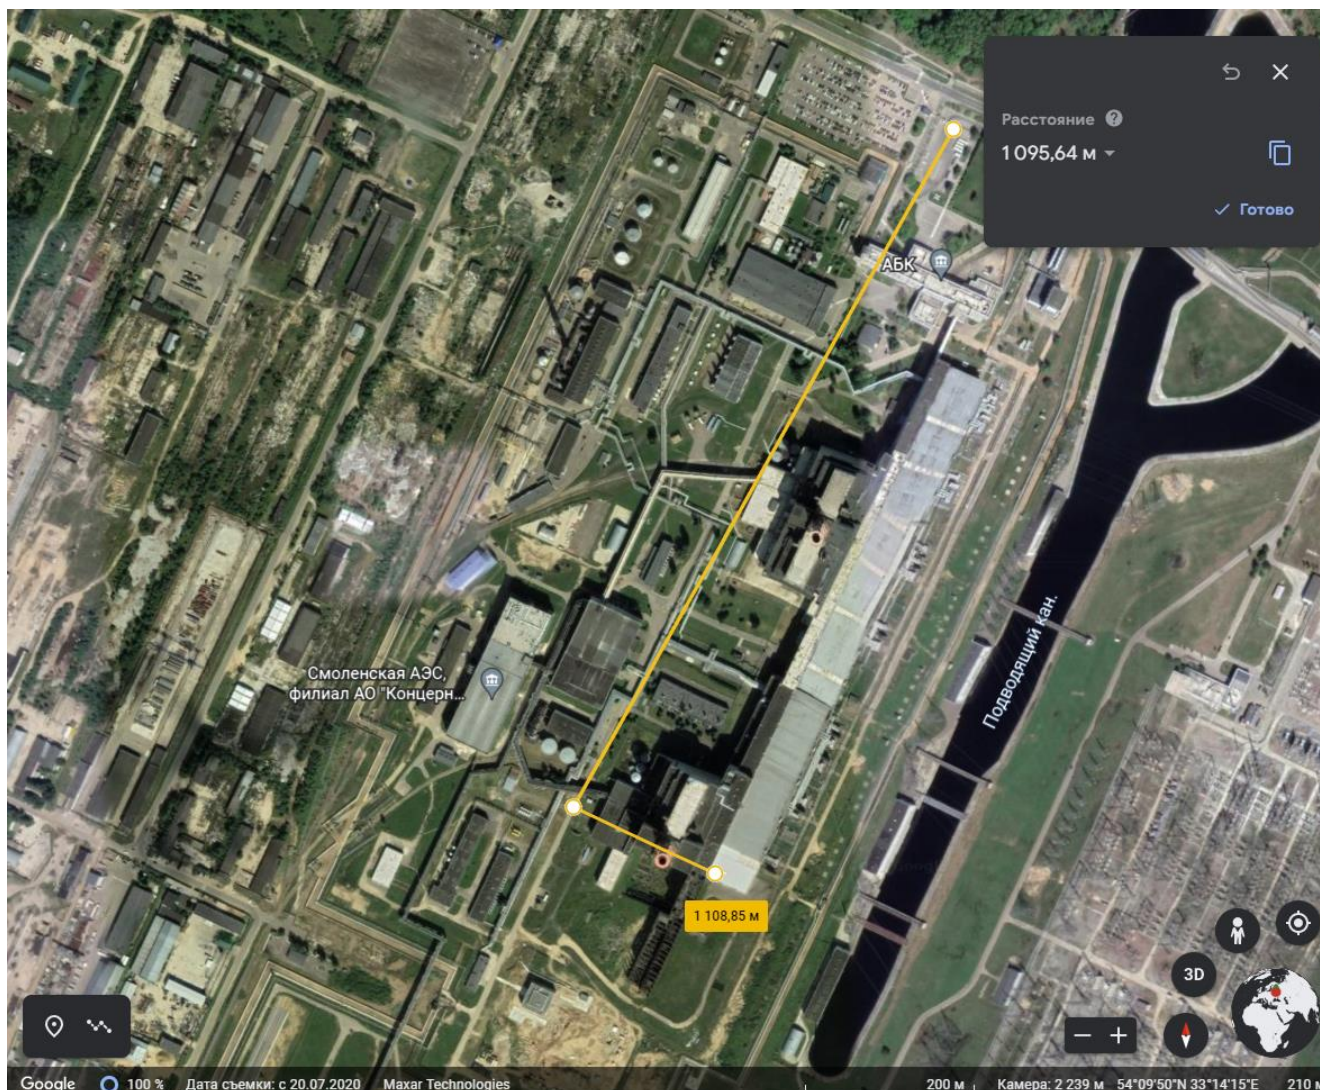 Расстояние ?
1 095,64 м
Готово
АБК
Смоленская АЭС,
филиал АО "Концерн...
Подводящий кан.
1 108,85 м
3D
Google 100 % Дата съемки: с 20.07.2020 Maxar Technologies 200 м Камера: 2 239 м 54°09'50"N 33°14'15"E 210 м